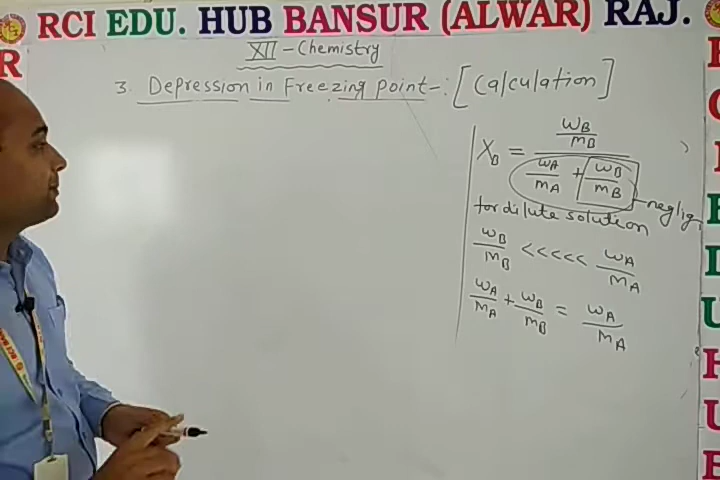 RCI EDU. HUB BANSUR (ALWAR) RAJ.
XII - Chemistry
3. Depression in Freezing point -: [Calculation]
X_B = (W_B/M_B) / (W_A/M_A + W_B/M_B)
neglig.
for dilute solution
W_B/M_B <<<<< W_A/M_A
W_A/M_A + W_B/M_B = W_A/M_A
R
E
D
U
H
U
B